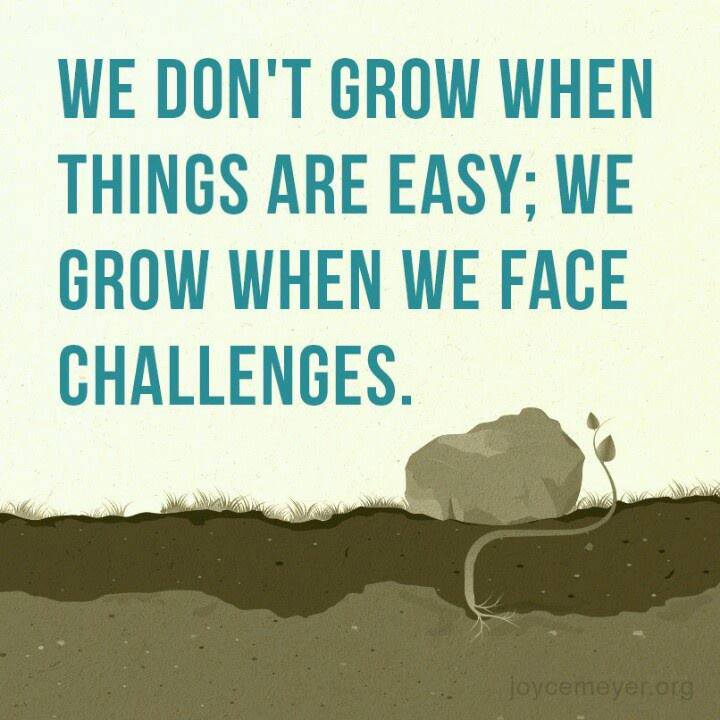 WE DON'T GROW WHEN
THINGS ARE EASY; WE
GROW WHEN WE FACE
CHALLENGES.
joycemeyer.org